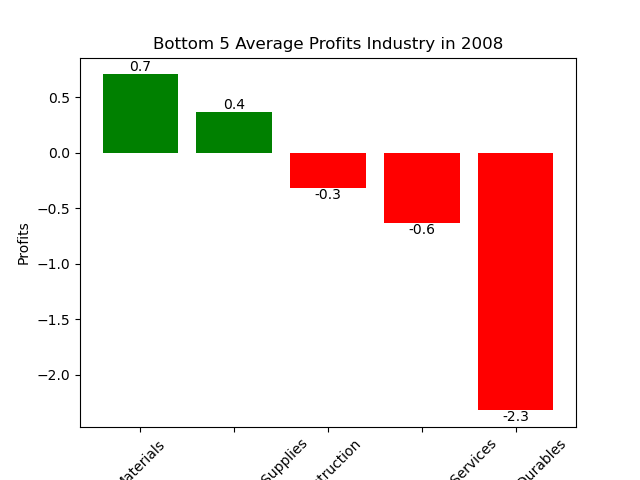 Bottom 5 Average Profits Industry in 2008
0.7
0.4
-0.3
-0.6
-2.3
0.5
0.0
−0.5
−1.0
−1.5
−2.0
Profits
Materials
Supplies
struction
Services
Durables